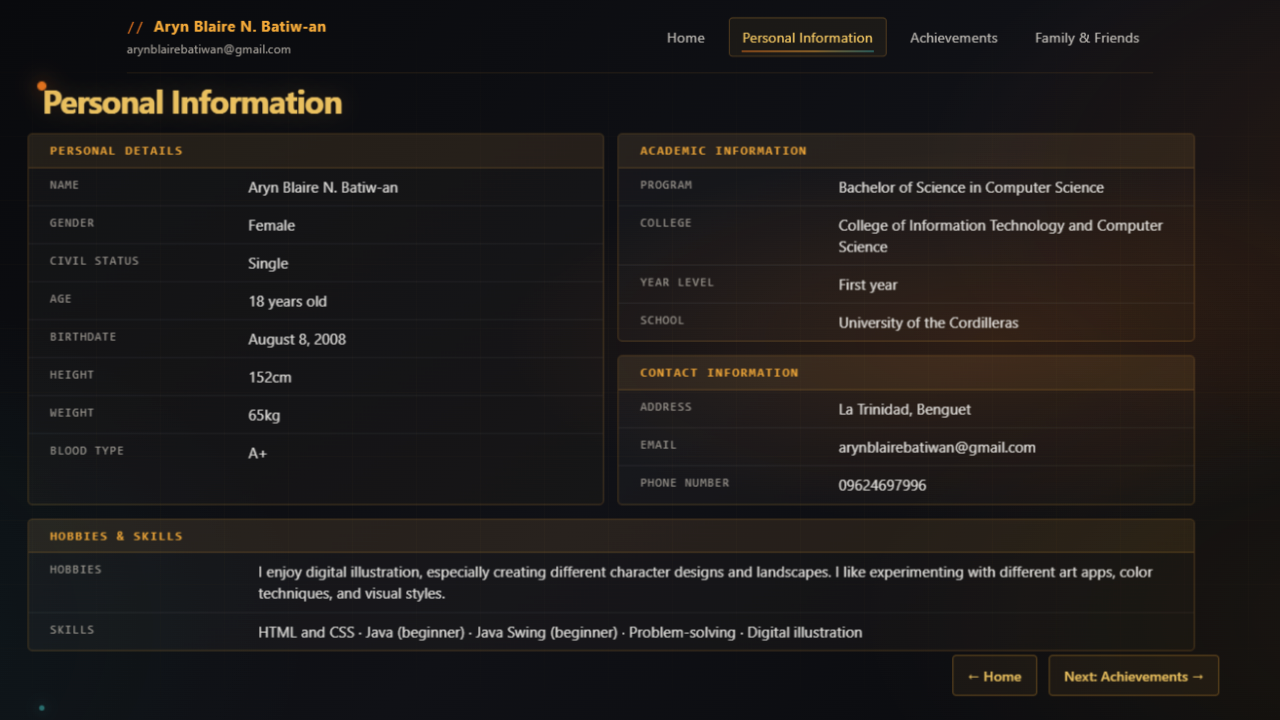 // Aryn Blaire N. Batiw-an
arynblairebatiwan@gmail.com
Home
Personal Information
Achievements
Family & Friends
Personal Information
PERSONAL DETAILS
NAME Aryn Blaire N. Batiw-an
GENDER Female
CIVIL STATUS Single
AGE 18 years old
BIRTHDATE August 8, 2008
HEIGHT 152cm
WEIGHT 65kg
BLOOD TYPE A+
ACADEMIC INFORMATION
PROGRAM Bachelor of Science in Computer Science
COLLEGE College of Information Technology and Computer
Science
YEAR LEVEL First year
SCHOOL University of the Cordilleras
CONTACT INFORMATION
ADDRESS La Trinidad, Benguet
EMAIL arynblairebatiwan@gmail.com
PHONE NUMBER 09624697996
HOBBIES & SKILLS
HOBBIES I enjoy digital illustration, especially creating different character designs and landscapes. I like experimenting with different art apps, color
techniques, and visual styles.
SKILLS HTML and CSS · Java (beginner) · Java Swing (beginner) · Problem-solving · Digital illustration
← Home
Next: Achievements →